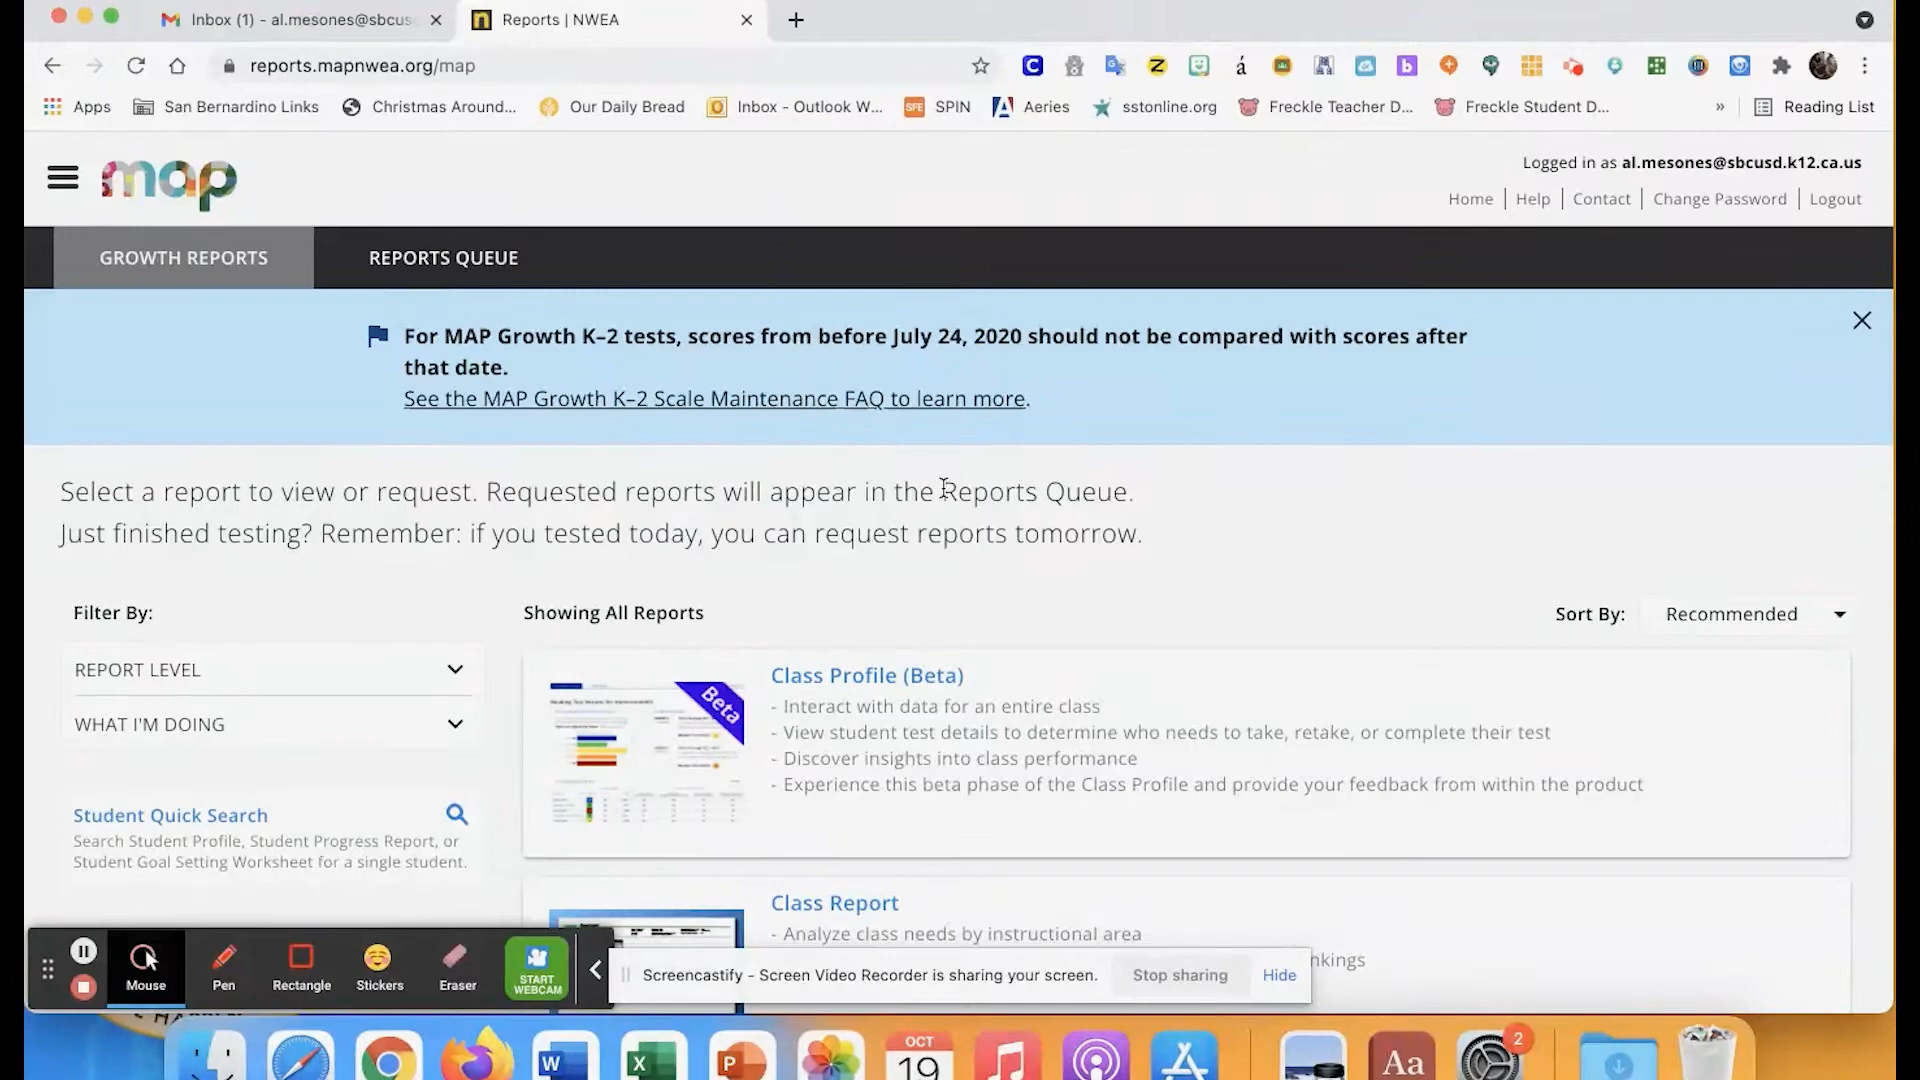 Inbox (1) - al.mesones@sbcus
Reports | NWEA
reports.mapnwea.org/map
Apps
San Bernardino Links
Christmas Around...
Our Daily Bread
Inbox - Outlook W...
SPIN
Aeries
sstonline.org
Freckle Teacher D...
Freckle Student D...
»
Reading List
map
Logged in as al.mesones@sbcusd.k12.ca.us
Home | Help | Contact | Change Password | Logout
GROWTH REPORTS
REPORTS QUEUE
For MAP Growth K–2 tests, scores from before July 24, 2020 should not be compared with scores after
that date.
See the MAP Growth K–2 Scale Maintenance FAQ to learn more.
Select a report to view or request. Requested reports will appear in the Reports Queue.
Just finished testing? Remember: if you tested today, you can request reports tomorrow.
Filter By:
Showing All Reports
Sort By:
Recommended
REPORT LEVEL
WHAT I'M DOING
Student Quick Search
Search Student Profile, Student Progress Report, or
Student Goal Setting Worksheet for a single student.
Beta
Class Profile (Beta)
- Interact with data for an entire class
- View student test details to determine who needs to take, retake, or complete their test
- Discover insights into class performance
- Experience this beta phase of the Class Profile and provide your feedback from within the product
Class Report
- Analyze class needs by instructional area
nkings
Mouse
Pen
Rectangle
Stickers
Eraser
START
WEBCAM
Screencastify - Screen Video Recorder is sharing your screen.
Stop sharing
Hide
W
X
P
OCT
19
Aa
2